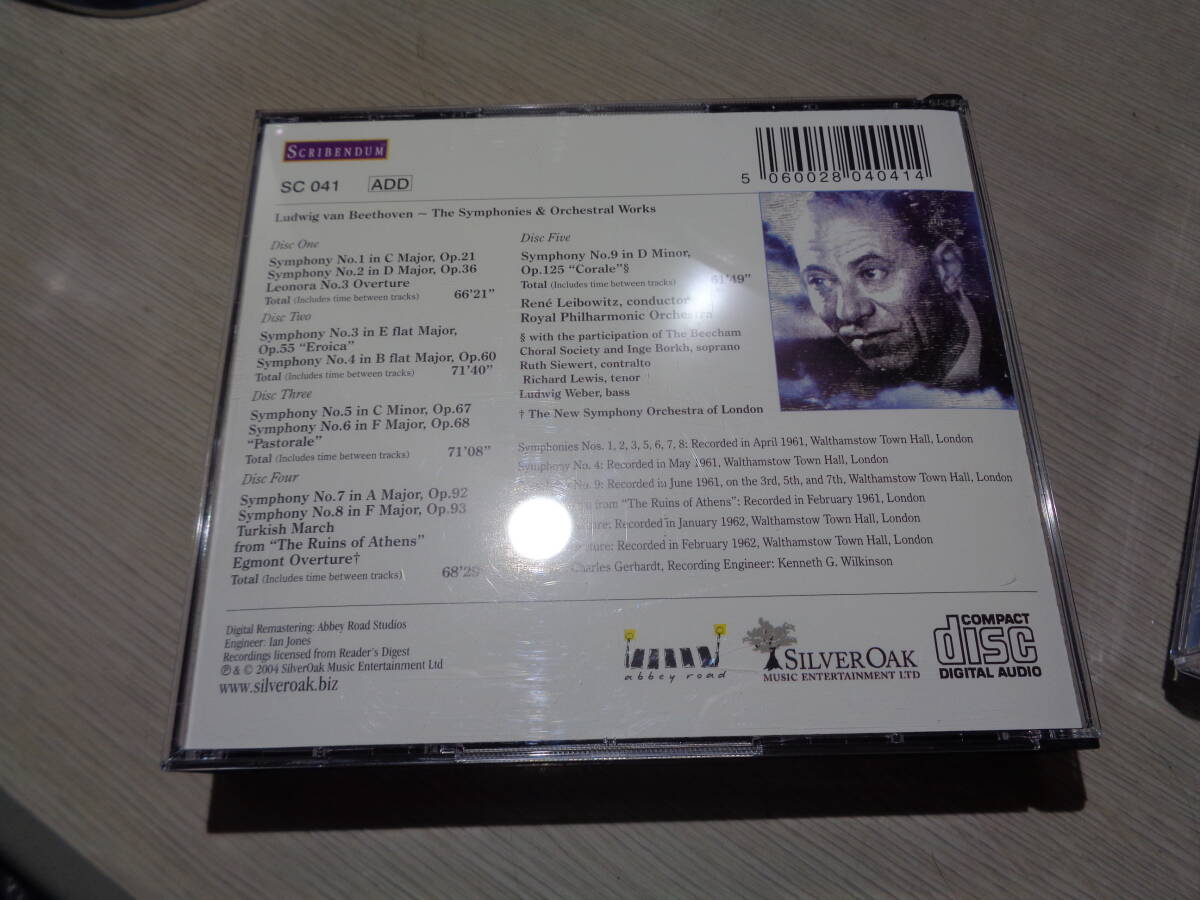 SCRIBENDUM
SC 041 ADD
5 060028 040414
Ludwig van Beethoven ~ The Symphonies & Orchestral Works
Disc One
Symphony No.1 in C Major, Op.21
Symphony No.2 in D Major, Op.36
Leonora No.3 Overture
Total (Includes time between tracks) 66'21"
Disc Two
Symphony No.3 in E flat Major,
Op.55 "Eroica"
Symphony No.4 in B flat Major, Op.60
Total (Includes time between tracks) 71'40"
Disc Three
Symphony No.5 in C Minor, Op.67
Symphony No.6 in F Major, Op.68
"Pastorale"
Total (Includes time between tracks) 71'08"
Disc Four
Symphony No.7 in A Major, Op.92
Symphony No.8 in F Major, Op.93
Turkish March
from "The Ruins of Athens"
Egmont Overture†
Total (Includes time between tracks) 68'29"
Disc Five
Symphony No.9 in D Minor,
Op.125 "Corale"§
Total (Includes time between tracks) 61'49"
René Leibowitz, conductor
Royal Philharmonic Orchestra
§ with the participation of The Beecham
Choral Society and Inge Borkh, soprano
Ruth Siewert, contralto
Richard Lewis, tenor
Ludwig Weber, bass
† The New Symphony Orchestra of London
Symphonies Nos. 1, 2, 3, 5, 6, 7, 8: Recorded in April 1961, Walthamstow Town Hall, London
Symphony No. 4: Recorded in May 1961, Walthamstow Town Hall, London
No. 9: Recorded in June 1961, on the 3rd, 5th, and 7th, Walthamstow Town Hall, London
from "The Ruins of Athens": Recorded in February 1961, London
Recorded in January 1962, Walthamstow Town Hall, London
Recorded in February 1962, Walthamstow Town Hall, London
Charles Gerhardt, Recording Engineer: Kenneth G. Wilkinson
Digital Remastering: Abbey Road Studios
Engineer: Ian Jones
Recordings licensed from Reader's Digest
℗ & © 2004 SilverOak Music Entertainment Ltd
www.silveroak.biz
abbey road
SILVEROAK
MUSIC ENTERTAINMENT LTD
COMPACT
disc
DIGITAL AUDIO